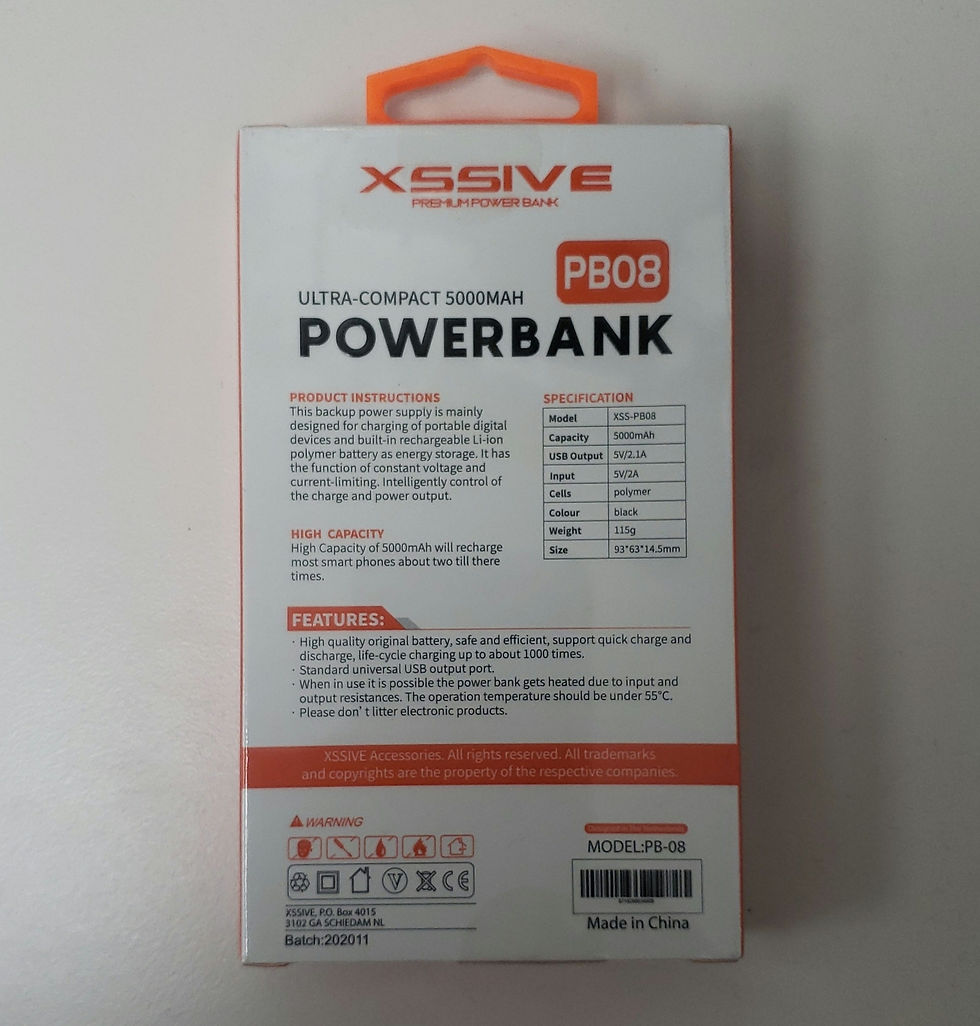 XSSIVE
PREMIUM POWER BANK
PB08
ULTRA-COMPACT 5000MAH
POWERBANK
PRODUCT INSTRUCTIONS
This backup power supply is mainly
designed for charging of portable digital
devices and built-in rechargeable Li-ion
polymer battery as energy storage. It has
the function of constant voltage and
current-limiting. Intelligently control of
the charge and power output.
HIGH CAPACITY
High Capacity of 5000mAh will recharge
most smart phones about two till there
times.
SPECIFICATION
Model XSS-PB08
Capacity 5000mAh
USB Output 5V/2.1A
Input 5V/2A
Cells polymer
Colour black
Weight 115g
Size 93*63*14.5mm
FEATURES:
· High quality original battery, safe and efficient, support quick charge and
discharge, life-cycle charging up to about 1000 times.
· Standard universal USB output port.
· When in use it is possible the power bank gets heated due to input and
output resistances. The operation temperature should be under 55°C.
· Please don’t litter electronic products.
XSSIVE Accessories. All rights reserved. All trademarks
and copyrights are the property of the respective companies.
WARNING
V CE
XSSIVE, P.O. Box 4015
3102 GA SCHIEDAM NL
Batch:202011
Designed in The Netherlands
MODEL:PB-08
Made in China